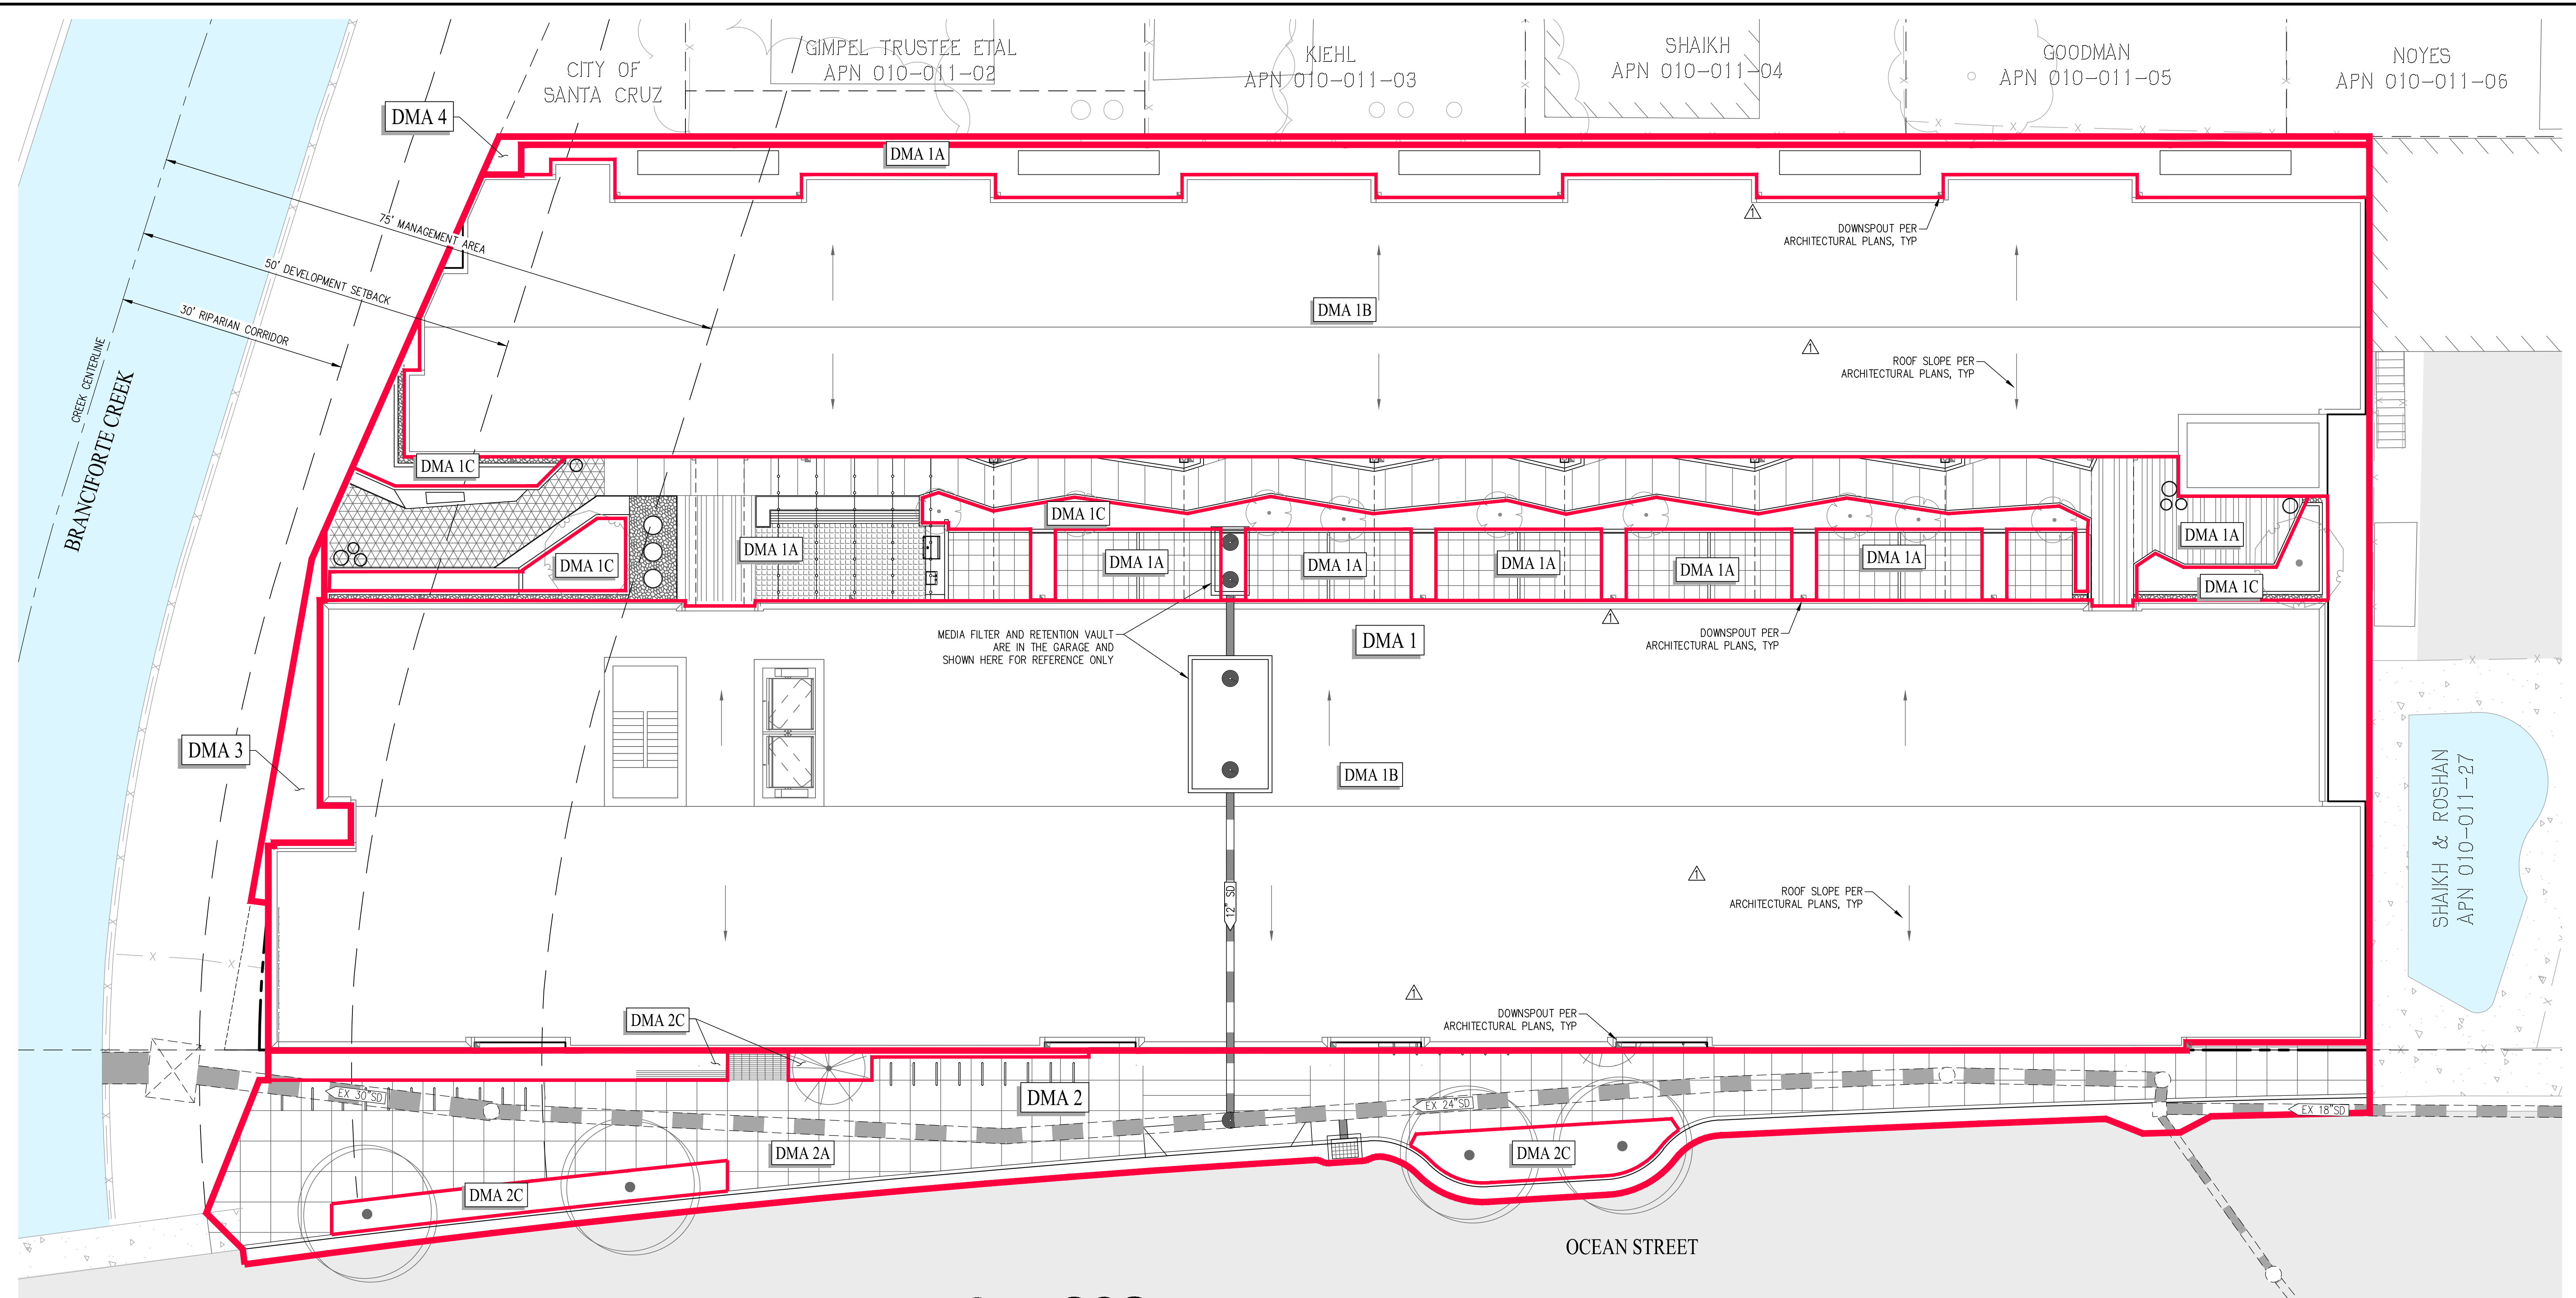 CITY OF
SANTA CRUZ
GIMPEL TRUSTEE ETAL
APN 010-011-02
KIEHL
APN 010-011-03
SHAIKH
APN 010-011-04
GOODMAN
APN 010-011-05
NOYES
APN 010-011-06
DMA 4
DMA 1A
75' MANAGEMENT AREA
50' DEVELOPMENT SETBACK
30' RIPARIAN CORRIDOR
CREEK CENTERLINE
BRANCIFORTE CREEK
1
DOWNSPOUT PER
ARCHITECTURAL PLANS, TYP
DMA 1B
1
ROOF SLOPE PER
ARCHITECTURAL PLANS, TYP
DMA 1C
DMA 1C
DMA 1A
DMA 1A
DMA 1C
DMA 1A
DMA 1A
DMA 1A
DMA 1A
DMA 1A
DMA 1C
MEDIA FILTER AND RETENTION VAULT
ARE IN THE GARAGE AND
SHOWN HERE FOR REFERENCE ONLY
DMA 1
1
DOWNSPOUT PER
ARCHITECTURAL PLANS, TYP
DMA 3
DMA 1B
SHAIKH & ROSHAN
APN 010-011-27
12" SD
1
ROOF SLOPE PER
ARCHITECTURAL PLANS, TYP
1
DOWNSPOUT PER
ARCHITECTURAL PLANS, TYP
DMA 2C
EX 30"SD
DMA 2
EX 24"SD
EX 18"SD
DMA 2A
DMA 2C
DMA 2C
OCEAN STREET